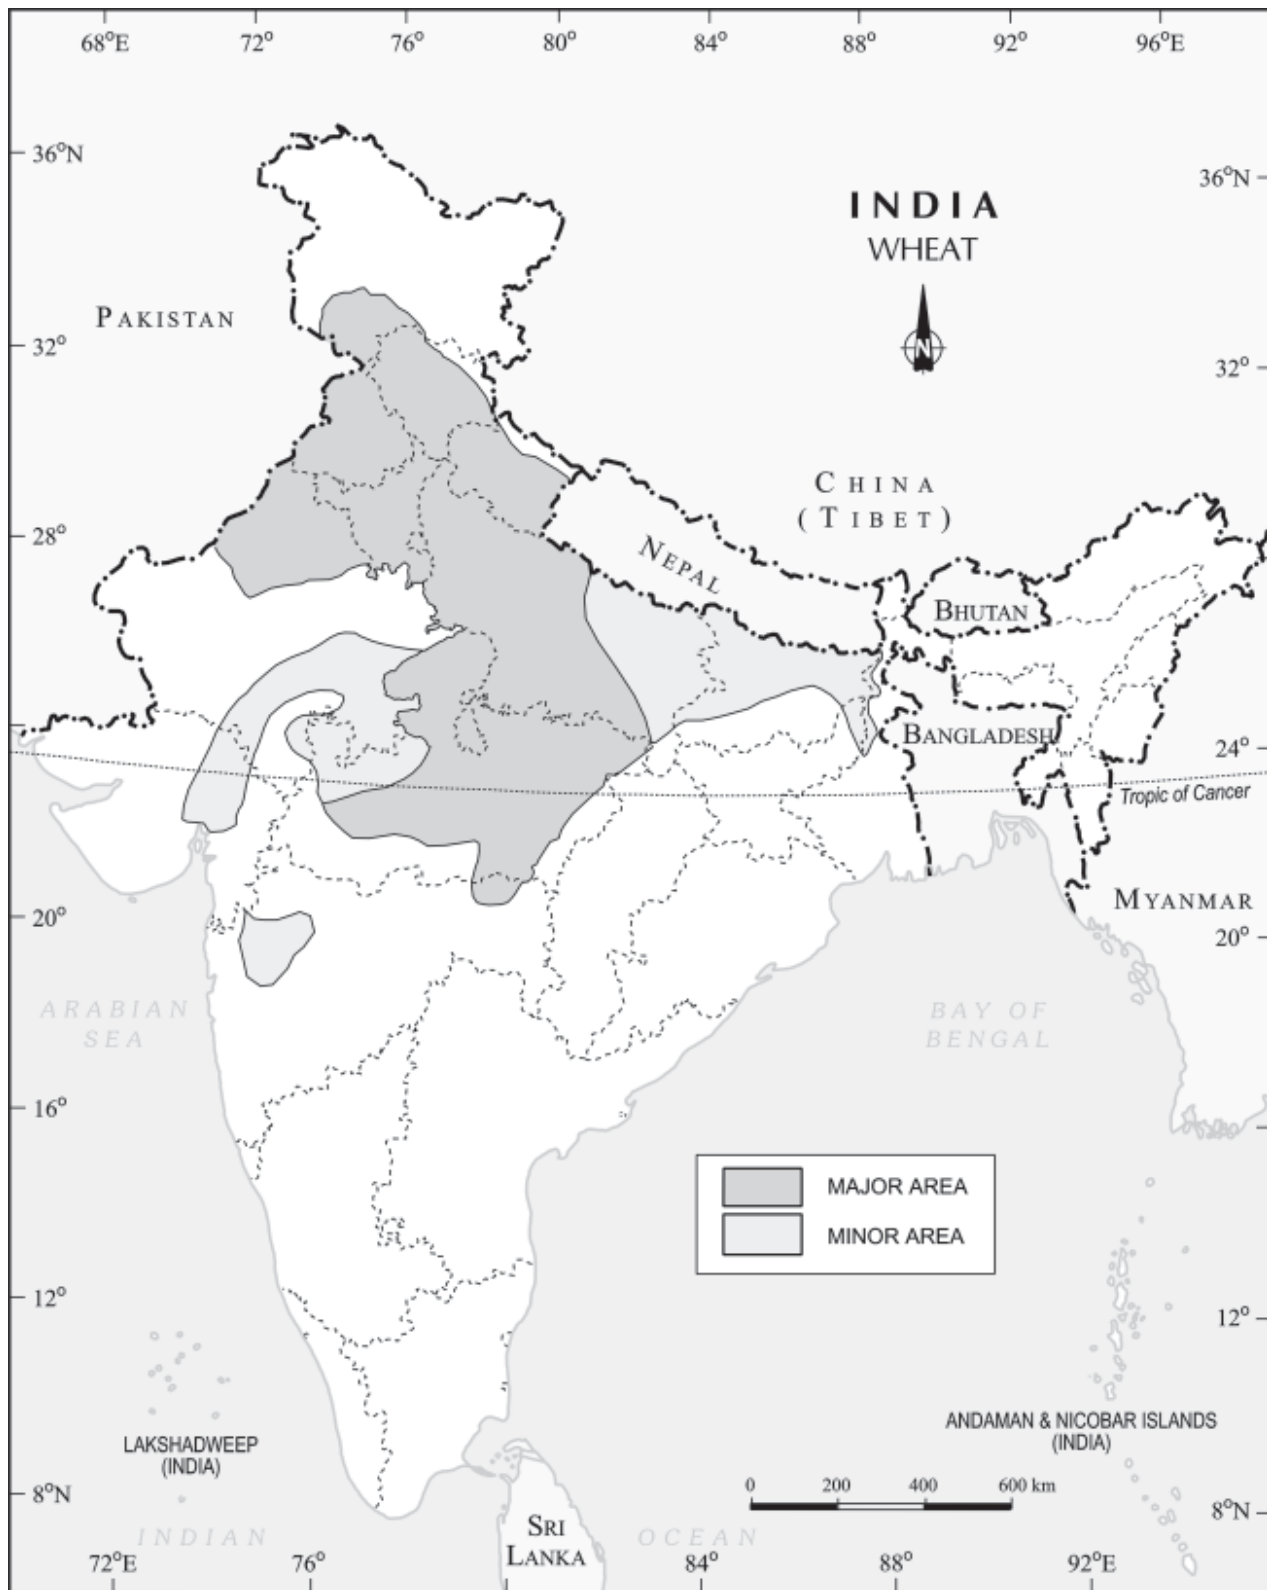 68°E 72° 76° 80° 84° 88° 92° 96°E
36°N
36°N
INDIA
WHEAT
N
PAKISTAN
32°
32°
CHINA
(TIBET)
28°
28°
NEPAL
BHUTAN
BANGLADESH
24°
Tropic of Cancer
MYANMAR
20°
20°
ARABIAN
SEA
BAY OF
BENGAL
16°
MAJOR AREA
MINOR AREA
12°
12°
LAKSHADWEEP
(INDIA)
ANDAMAN & NICOBAR ISLANDS
(INDIA)
0 200 400 600 km
8°N
8°N
SRI
LANKA
INDIAN OCEAN
72°E 76° 84° 88° 92°E